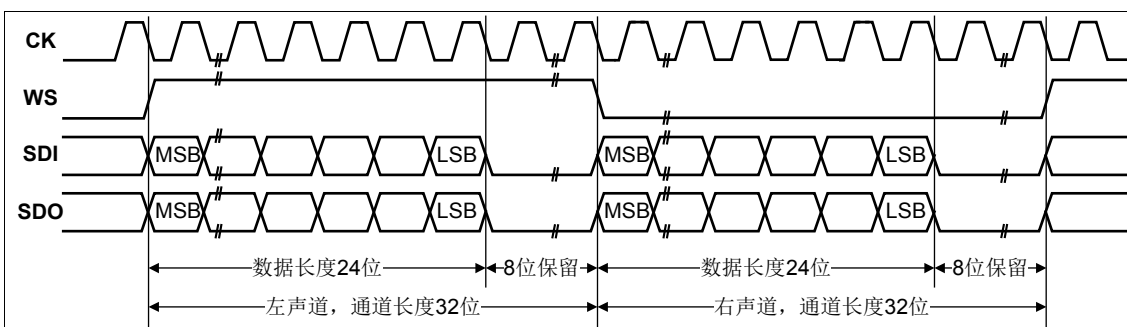 CK
WS
SDI MSB LSB MSB LSB
SDO MSB LSB MSB LSB
数据长度24位 8位保留 数据长度24位 8位保留
左声道，通道长度32位 右声道，通道长度32位